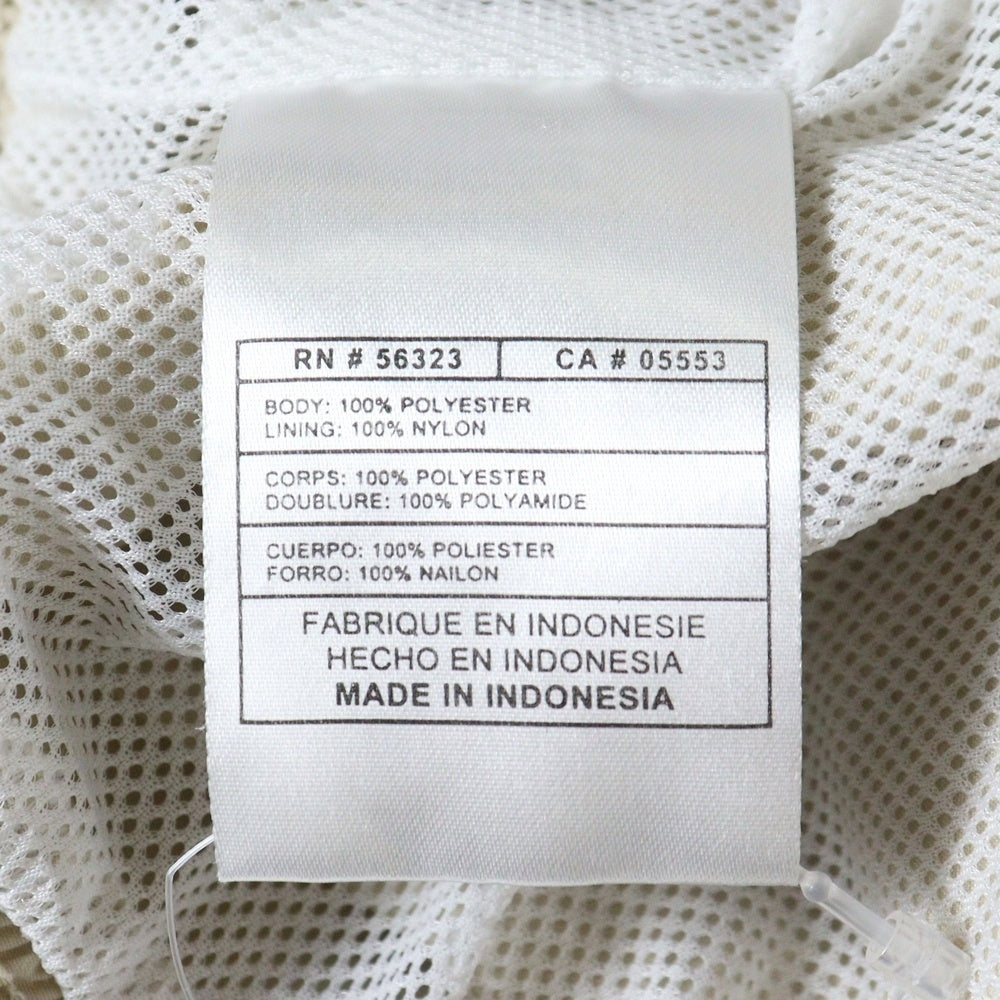 RN # 56323 CA # 05553
BODY: 100% POLYESTER
LINING: 100% NYLON
CORPS: 100% POLYESTER
DOUBLURE: 100% POLYAMIDE
CUERPO: 100% POLIESTER
FORRO: 100% NAILON
FABRIQUE EN INDONESIE
HECHO EN INDONESIA
MADE IN INDONESIA